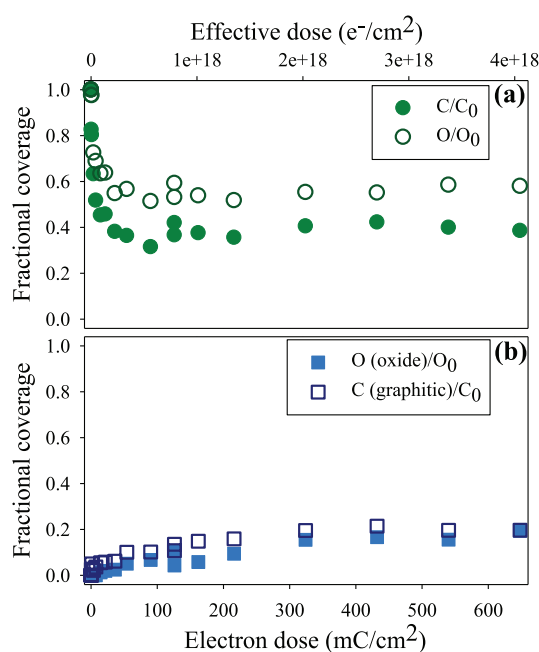 Effective dose (e⁻/cm²)
0 1e+18 2e+18 3e+18 4e+18
(a)
C/C₀
O/O₀
Fractional coverage
1.0
0.8
0.6
0.4
0.2
0.0
(b)
O (oxide)/O₀
C (graphitic)/C₀
Fractional coverage
1.0
0.8
0.6
0.4
0.2
0.0
0 100 200 300 400 500 600
Electron dose (mC/cm²)